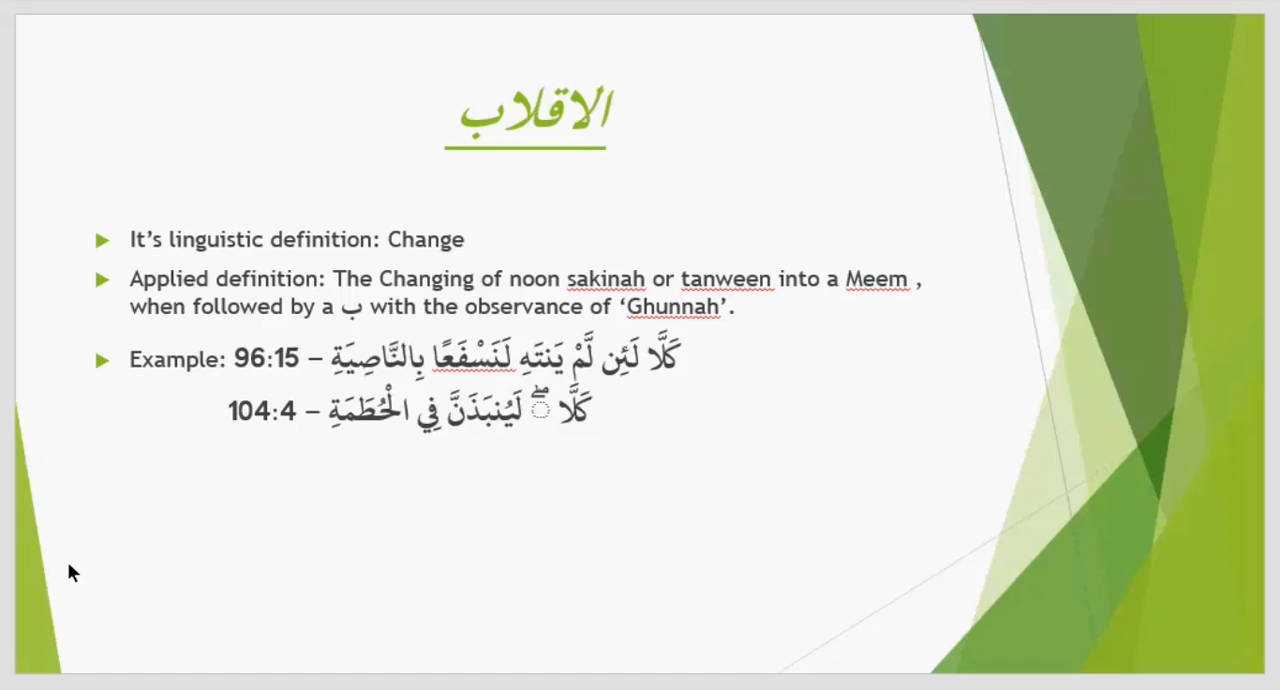 الاقلاب
It’s linguistic definition: Change
Applied definition: The Changing of noon sakinah or tanween into a Meem ,
when followed by a ب with the observance of ‘Ghunnah’.
Example: 96:15 – كَلَّا لَئِن لَّمْ يَنتَهِ لَنَسْفَعًا بِالنَّاصِيَةِ
104:4 – كَلَّا ۖ لَيُنبَذَنَّ فِي الْحُطَمَةِ